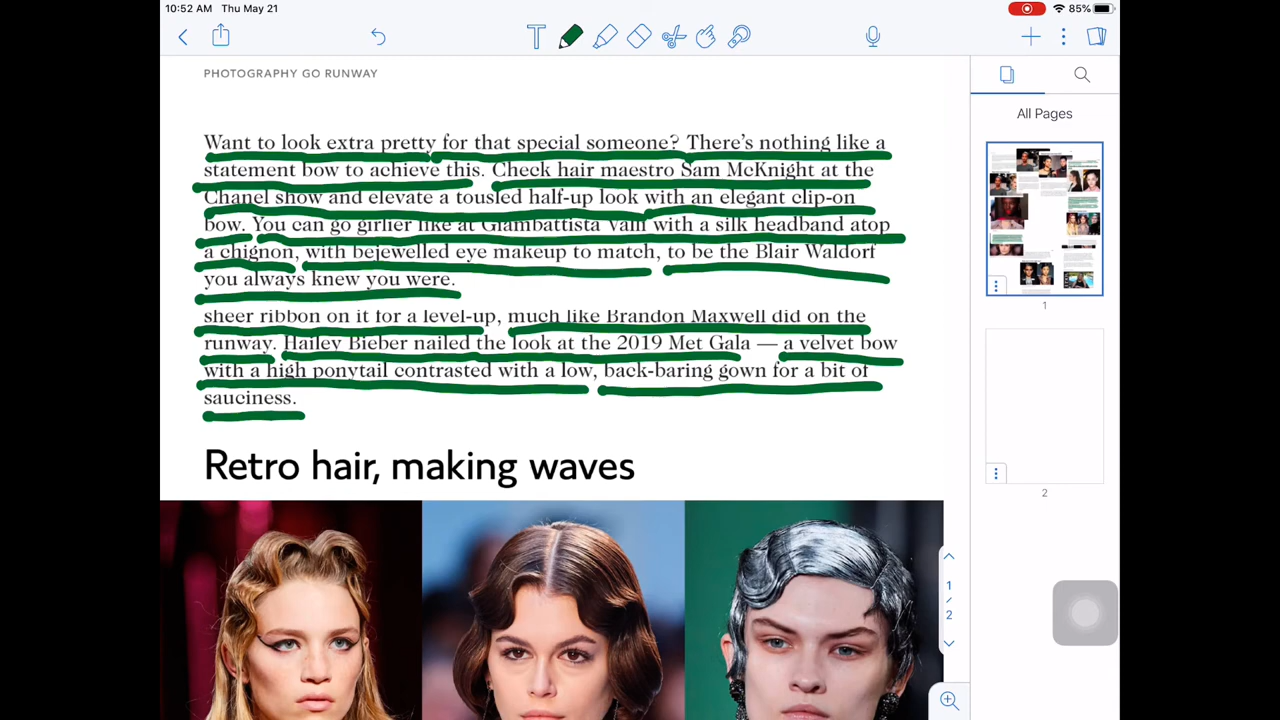 10:52 AM Thu May 21
85%
PHOTOGRAPHY GO RUNWAY
All Pages
Want to look extra pretty for that special someone? There's nothing like a
statement bow to achieve this. Check hair maestro Sam McKnight at the
Chanel show and elevate a tousled half-up look with an elegant clip-on
bow. You can go girlier like at Giambattista Valli with a silk headband atop
a chignon, with bejewelled eye makeup to match, to be the Blair Waldorf
you always knew you were.
sheer ribbon on it for a level-up, much like Brandon Maxwell did on the
runway. Hailey Bieber nailed the look at the 2019 Met Gala — a velvet bow
with a high ponytail contrasted with a low, back-baring gown for a bit of
sauciness.
Retro hair, making waves
1
2
1
/
2